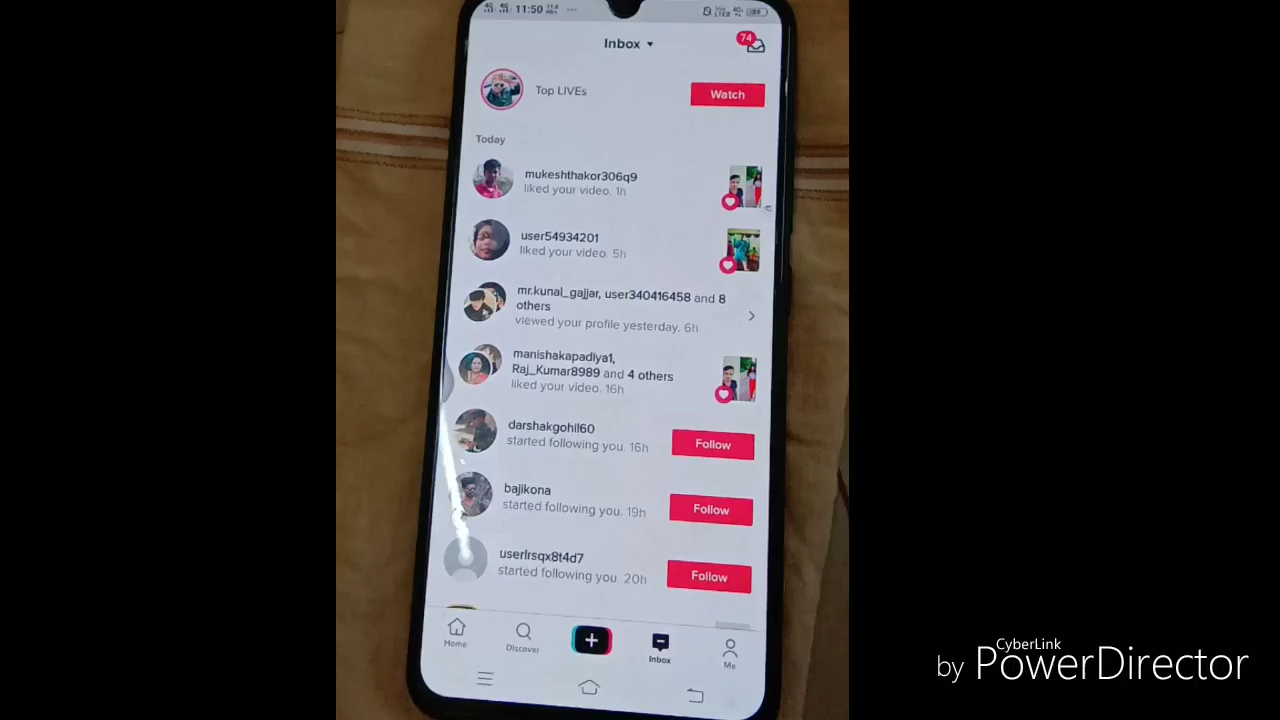 11:50
Inbox
74
Top LIVEs
Watch
Today
mukeshthakor306q9
liked your video. 1h
user54934201
liked your video. 5h
mr.kunal_gajjar, user340416458 and 8
others
viewed your profile yesterday. 6h
manishakapadiya1,
Raj_Kumar8989 and 4 others
liked your video. 16h
darshakgohil60
started following you. 16h
Follow
bajikona
started following you. 19h
Follow
userlrsqx8t4d7
started following you. 20h
Follow
Home
Discover
Inbox
Me
CyberLink
by PowerDirector